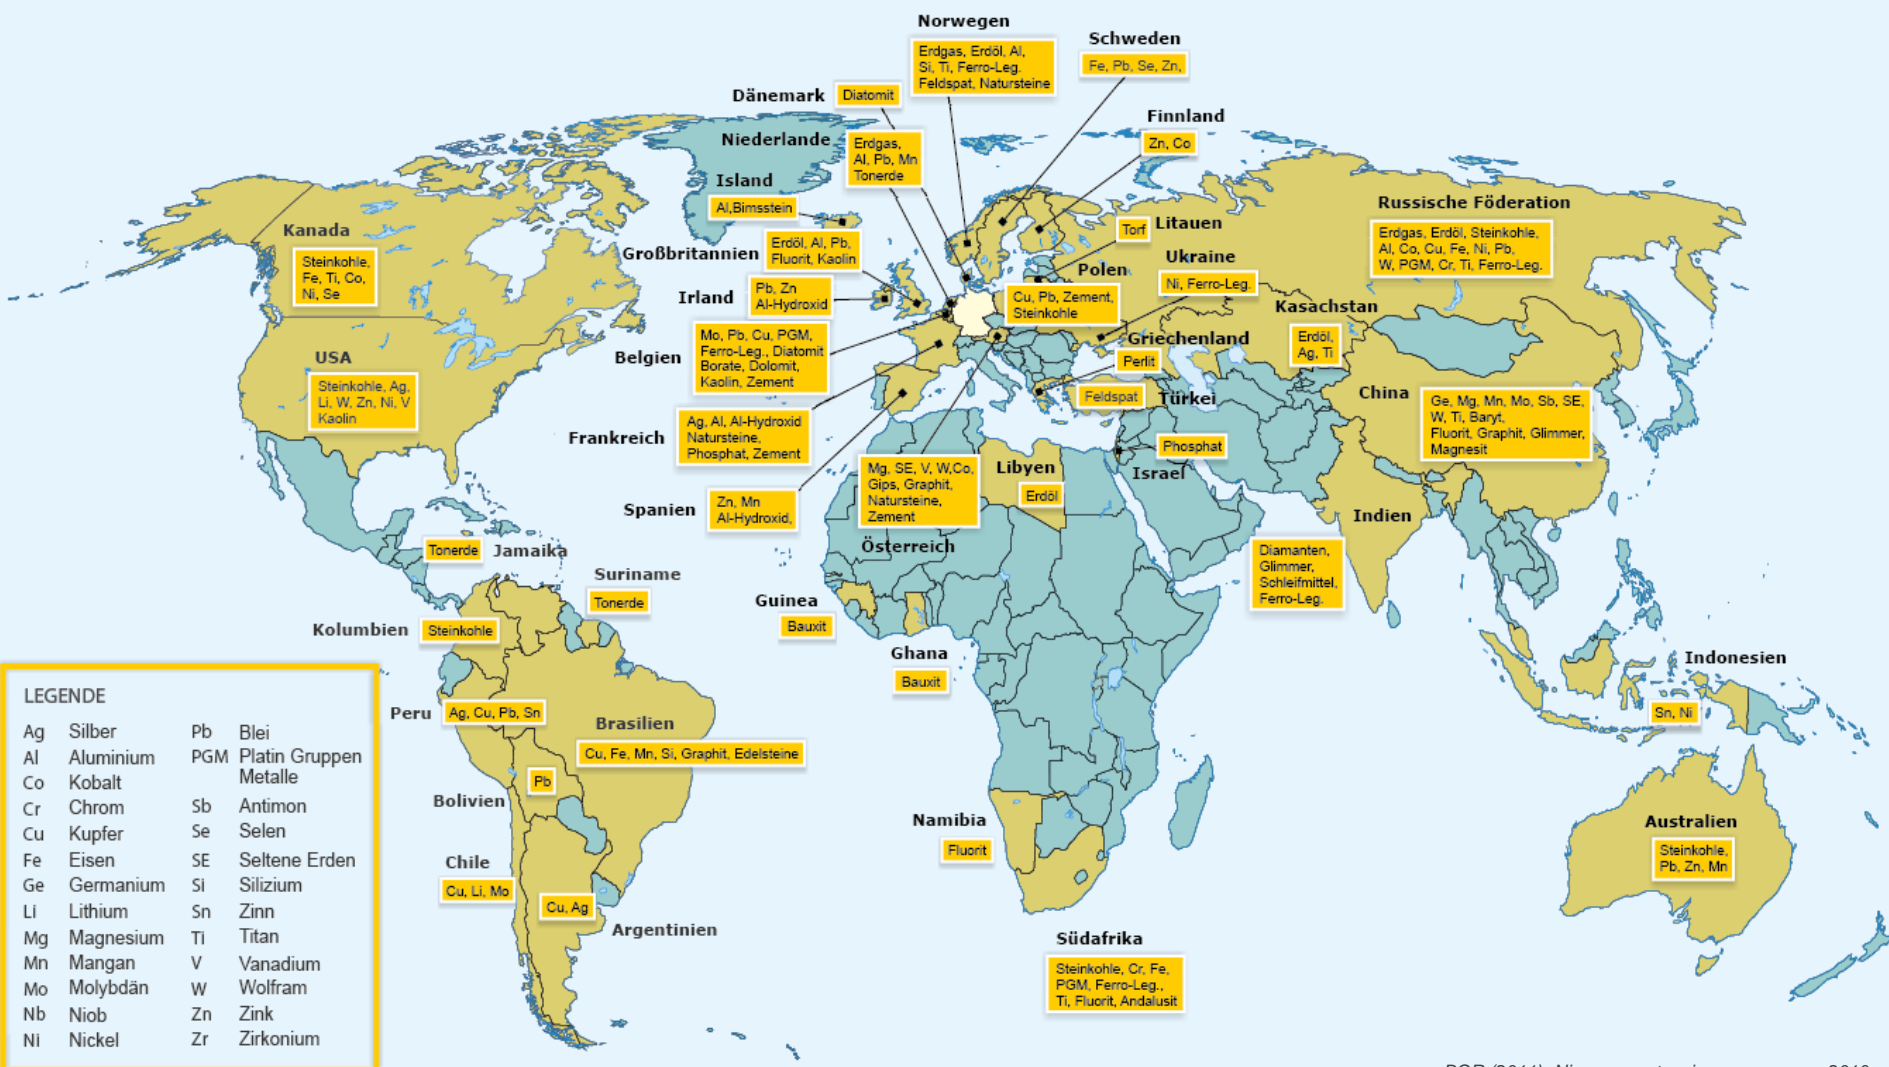 Norwegen
Erdgas, Erdöl, Al,
Si, Ti, Ferro-Leg.
Feldspat, Natursteine
Schweden
Fe, Pb, Se, Zn,
Dänemark
Diatomit
Finnland
Zn, Co
Niederlande
Erdgas,
Al, Pb, Mn
Tonerde
Island
Al,Bimsstein
Großbritannien
Erdöl, Al, Pb,
Fluorit, Kaolin
Irland
Pb, Zn
Al-Hydroxid
Belgien
Mo, Pb, Cu, PGM,
Ferro-Leg., Diatomit
Borate, Dolomit,
Kaolin, Zement
Frankreich
Ag, Al, Al-Hydroxid
Natursteine,
Phosphat, Zement
Spanien
Zn, Mn
Al-Hydroxid,
Litauen
Torf
Polen
Cu, Pb, Zement,
Steinkohle
Ukraine
Ni, Ferro-Leg.
Griechenland
Perlit
Türkei
Feldspat
Israel
Phosphat
Österreich
Mg, SE, V, W,Co,
Gips, Graphit,
Natursteine,
Zement
Libyen
Erdöl
Russische Föderation
Erdgas, Erdöl, Steinkohle,
Al, Co, Cu, Fe, Ni, Pb,
W, PGM, Cr, Ti, Ferro-Leg.
Kasachstan
Erdöl,
Ag, Ti
China
Ge, Mg, Mn, Mo, Sb, SE,
W, Ti, Baryt,
Fluorit, Graphit, Glimmer,
Magnesit
Indien
Diamanten,
Glimmer,
Schleifmittel,
Ferro-Leg.
Indonesien
Sn, Ni
Australien
Steinkohle,
Pb, Zn, Mn
Kanada
Steinkohle,
Fe, Ti, Co,
Ni, Se
USA
Steinkohle, Ag,
Li, W, Zn, Ni, V
Kaolin
Tonerde
Jamaika
Suriname
Tonerde
Kolumbien
Steinkohle
Guinea
Bauxit
Ghana
Bauxit
Peru
Ag, Cu, Pb, Sn
Brasilien
Cu, Fe, Mn, Si, Graphit, Edelsteine
Bolivien
Pb
Chile
Cu, Li, Mo
Argentinien
Cu, Ag
Namibia
Fluorit
Südafrika
Steinkohle, Cr, Fe,
PGM, Ferro-Leg.,
Ti, Fluorit, Andalusit
LEGENDE
Ag Silber
Al Aluminium
Co Kobalt
Cr Chrom
Cu Kupfer
Fe Eisen
Ge Germanium
Li Lithium
Mg Magnesium
Mn Mangan
Mo Molybdän
Nb Niob
Ni Nickel
Pb Blei
PGM Platin Gruppen
Metalle
Sb Antimon
Se Selen
SE Seltene Erden
Si Silizium
Sn Zinn
Ti Titan
V Vanadium
W Wolfram
Zn Zink
Zr Zirkonium